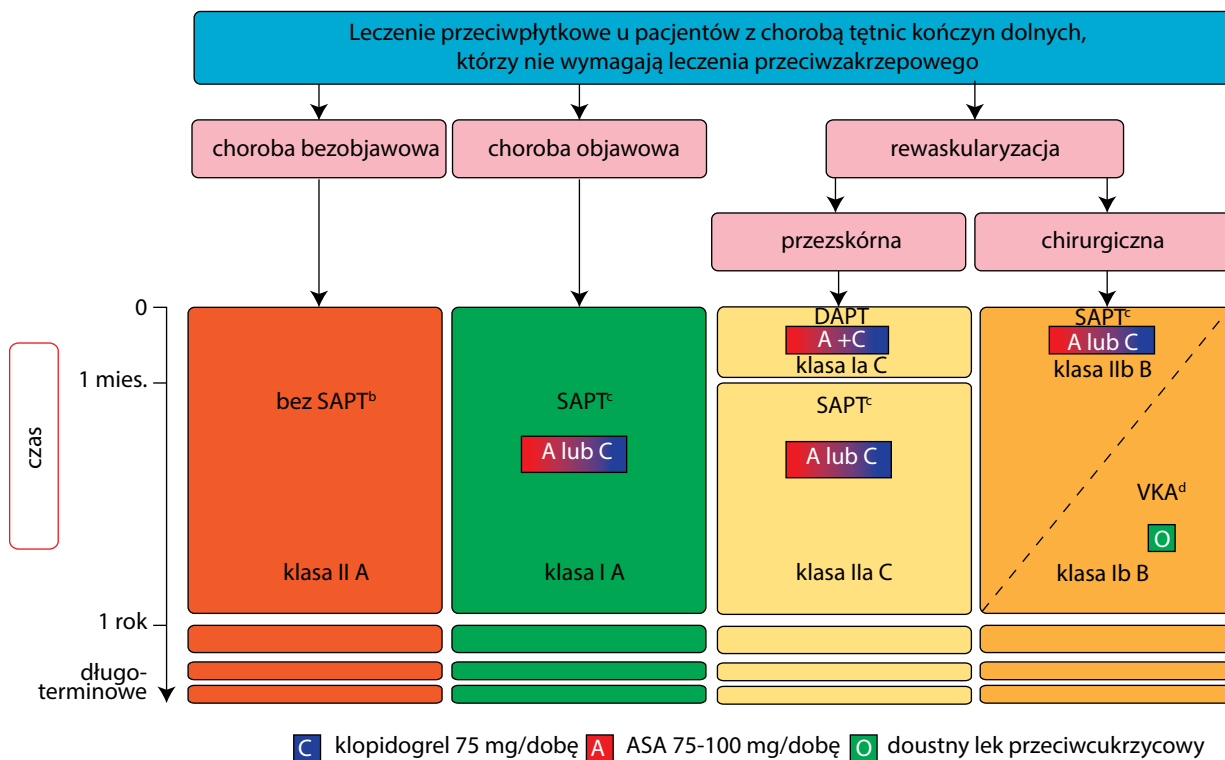 Leczenie przeciwpłytkowe u pacjentów z chorobą tętnic kończyn dolnych,
którzy nie wymagają leczenia przeciwzakrzepowego
choroba bezobjawowa
choroba objawowa
rewaskularyzacja
przezskórna
chirurgiczna
czas
0
1 mies.
1 rok
długo-
terminowe
bez SAPTᵇ
klasa II A
SAPTᶜ
A lub C
klasa I A
DAPT
A +C
klasa Ia C
SAPTᶜ
A lub C
klasa IIa C
SAPTᶜ
A lub C
klasa IIb B
VKAᵈ
O
klasa Ib B
C klopidogrel 75 mg/dobę A ASA 75-100 mg/dobę O doustny lek przeciwcukrzycowy